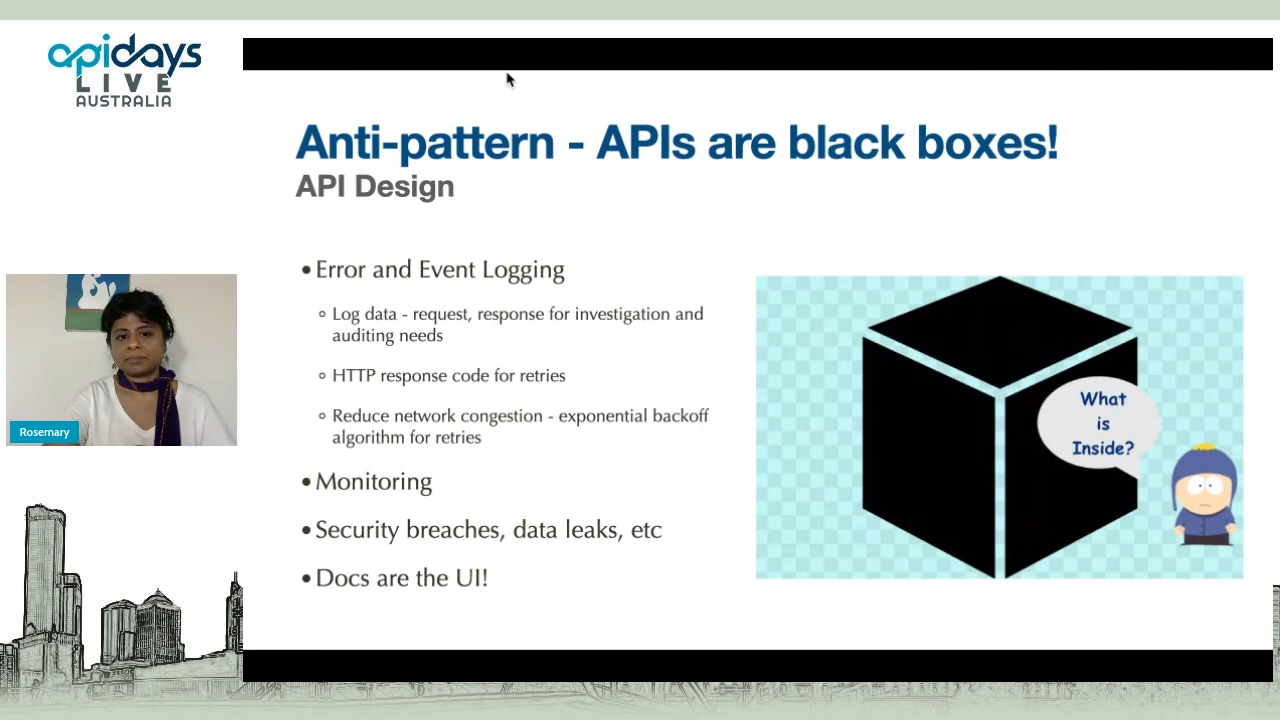 apidays
LIVE
AUSTRALIA
Anti-pattern - APIs are black boxes!
API Design
• Error and Event Logging
◦ Log data - request, response for investigation and
auditing needs
◦ HTTP response code for retries
◦ Reduce network congestion - exponential backoff
algorithm for retries
• Monitoring
• Security breaches, data leaks, etc
• Docs are the UI!
What
is
Inside?
Rosemary